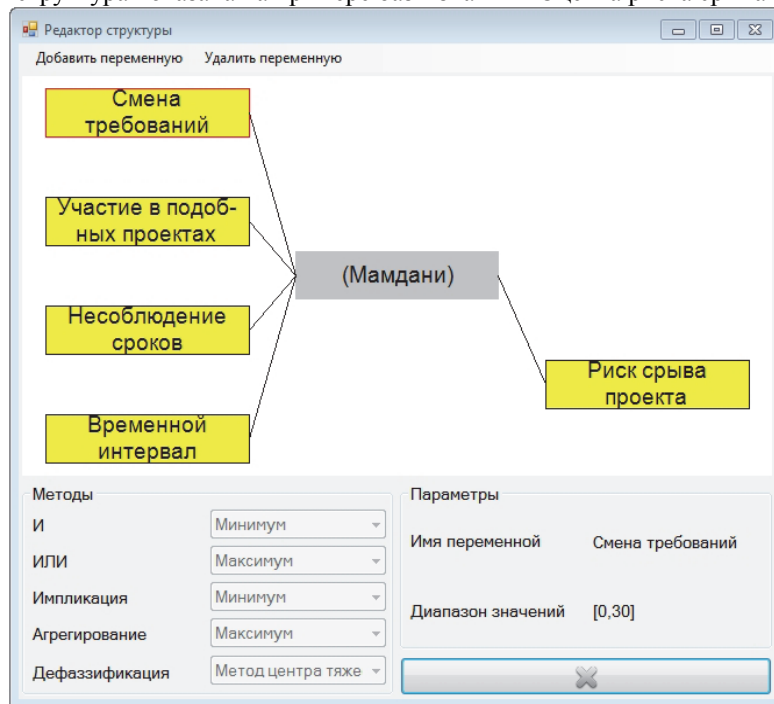 Редактор структуры
Добавить переменную Удалить переменную
Смена
требований
Участие в подоб-
ных проектах
(Мамдани)
Несоблюдение
сроков
Риск срыва
проекта
Временной
интервал
Методы
И Минимум
ИЛИ Максимум
Импликация Минимум
Агрегирование Максимум
Дефаззификация Метод центра тяже
Параметры
Имя переменной Смена требований
Диапазон значений [0,30]